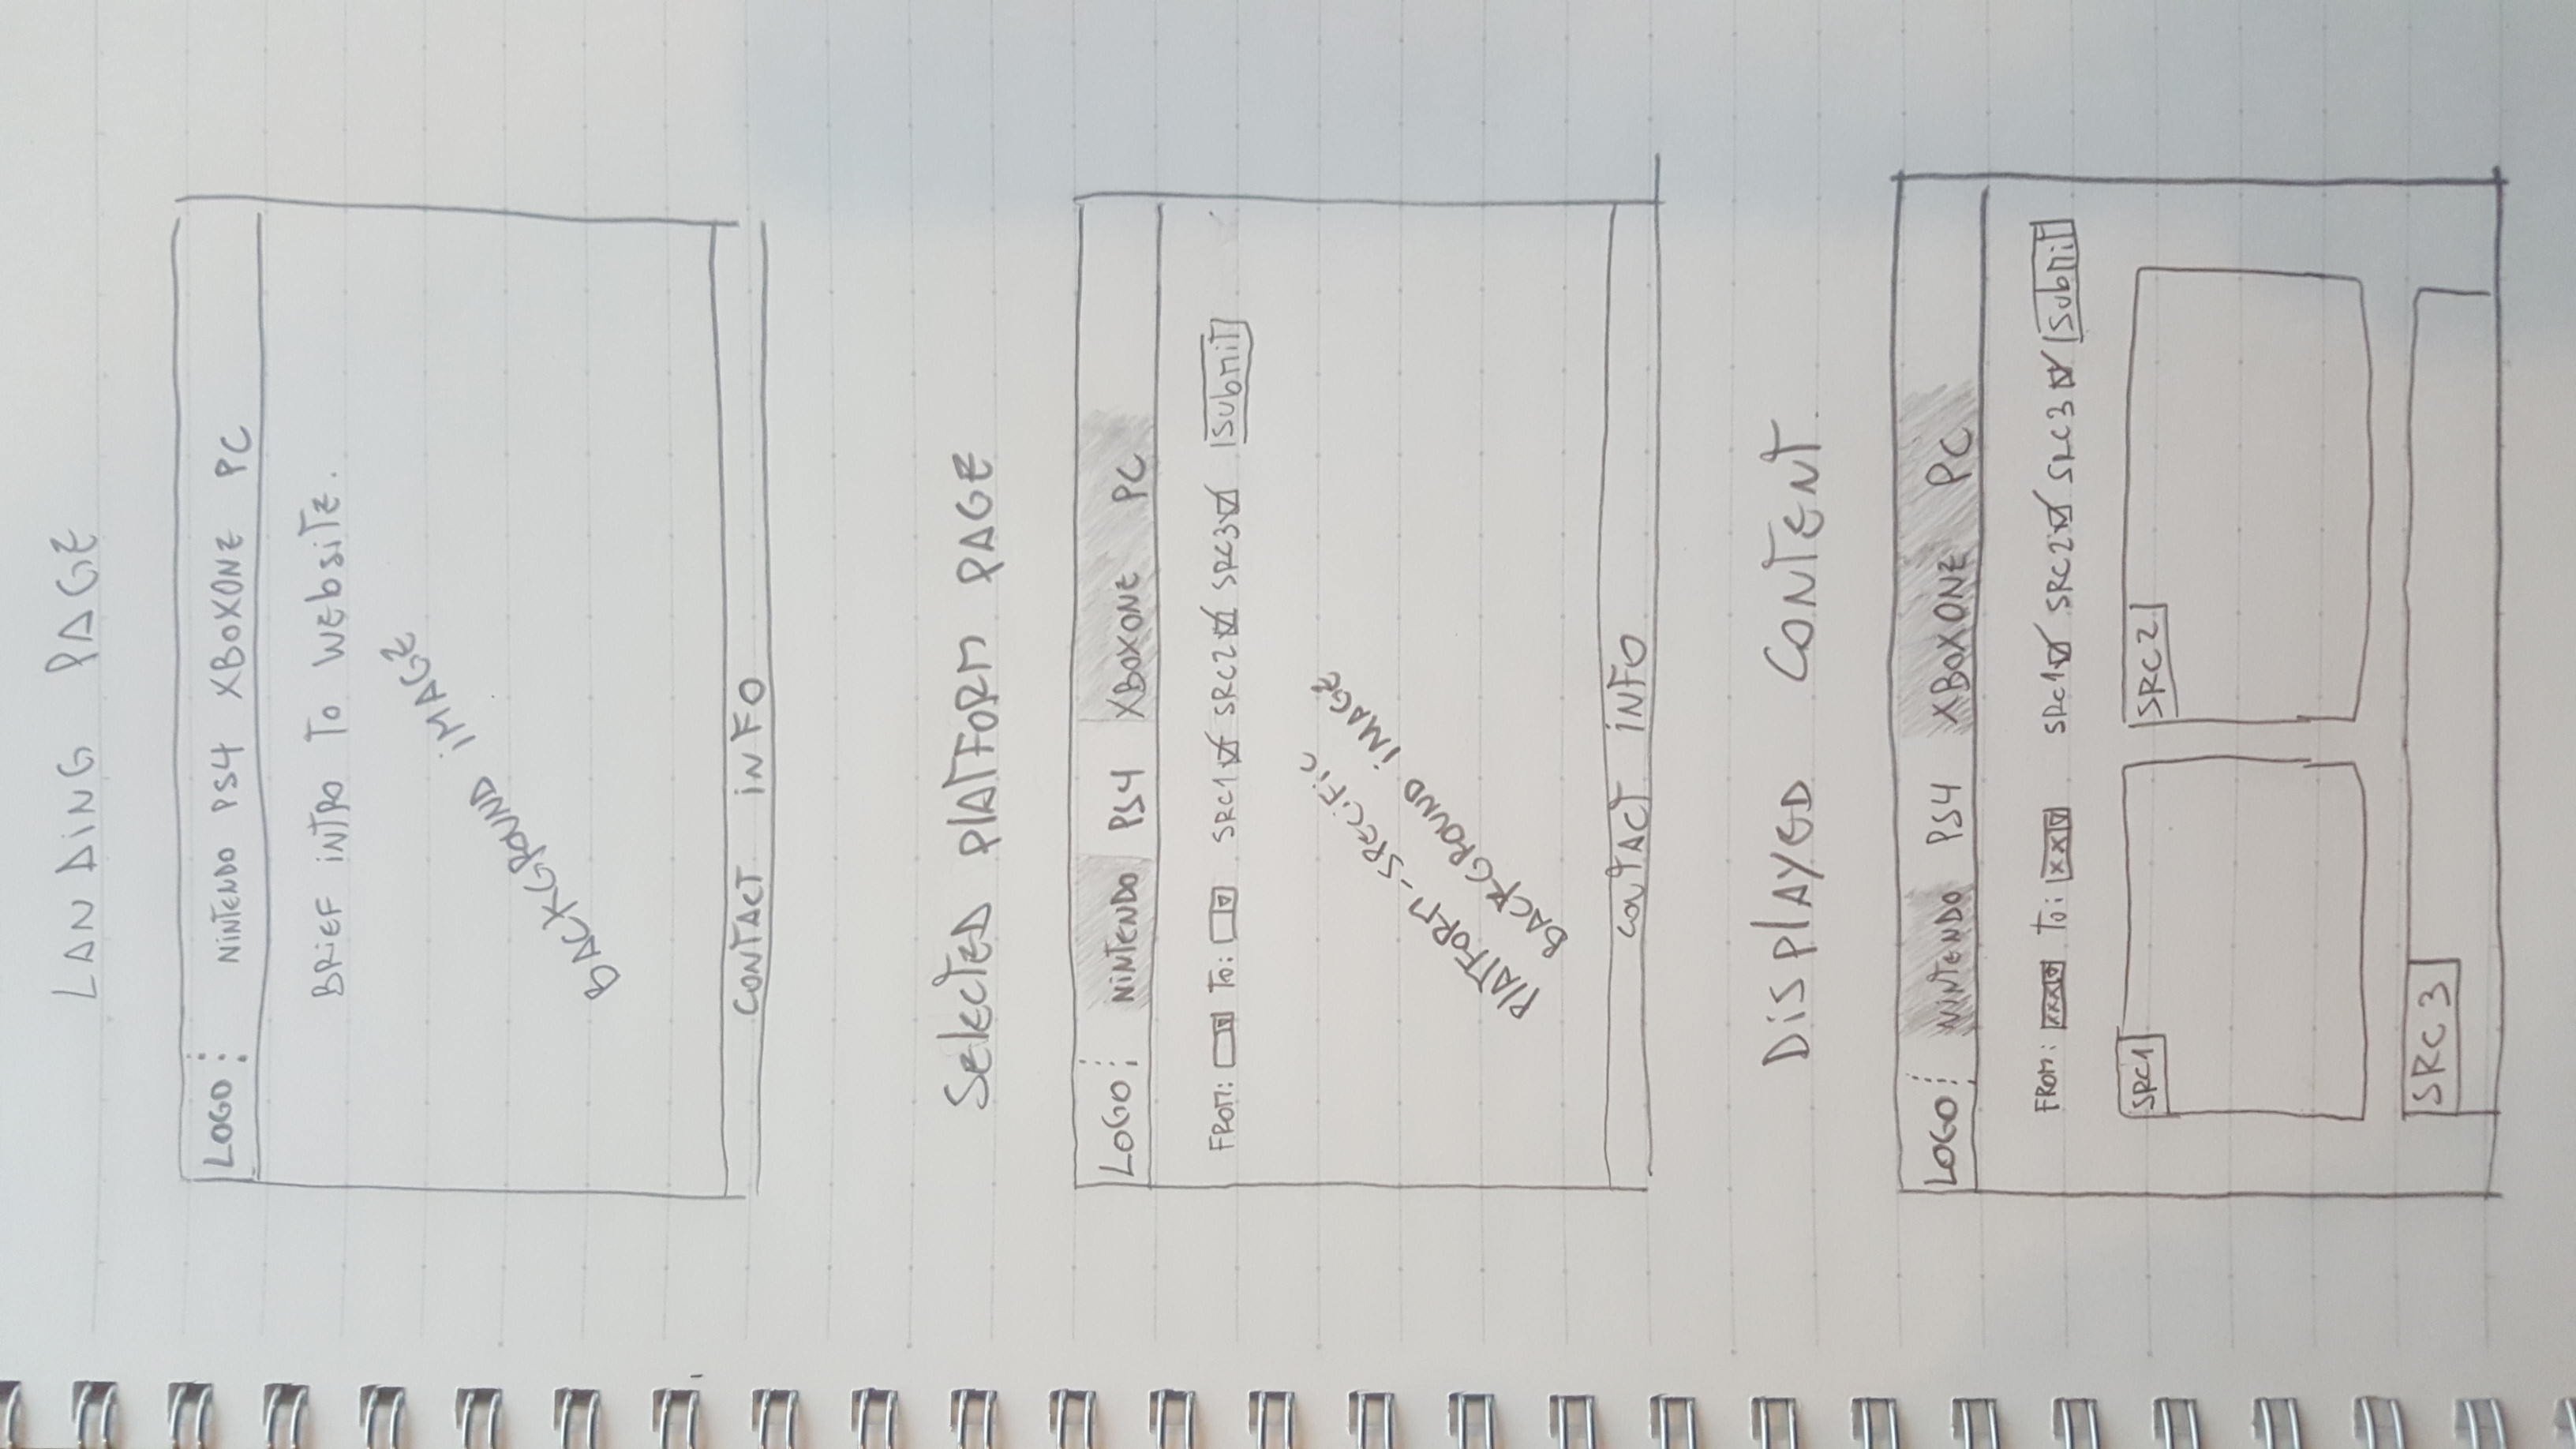 LANDING PAGE
LOGO NINTENDO PS4 XBOXONE PC
BRIEF INTRO TO WEBSITE.
BACKGROUND IMAGE
CONTACT INFO
SELECTED PLATFORM PAGE
LOGO NINTENDO PS4 XBOXONE PC
FROM: TO: SRC1 SRC2 SRC3 SUBMIT
PLATFORM-SPECIFIC
BACKGROUND IMAGE
CONTACT INFO
DISPLAYED CONTENT.
LOGO NINTENDO PS4 XBOXONE PC
FROM: XXX TO: XX SRC1 SRC2 SRC3 SUBMIT
SRC1 SRC2
SRC3